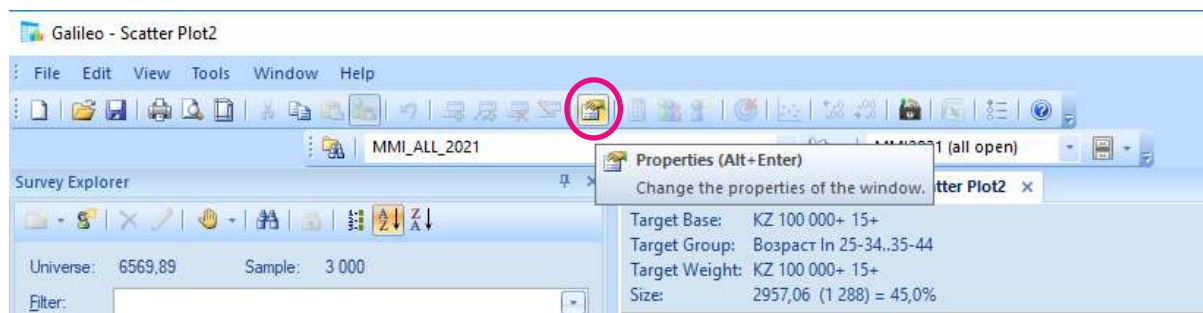 Galileo - Scatter Plot2
File Edit View Tools Window Help
MMI_ALL_2021
(all open)
Properties (Alt+Enter)
Change the properties of the window.
Survey Explorer
Plot2
Universe: 6569,89 Sample: 3 000
Filter:
Target Base: KZ 100 000+ 15+
Target Group: Возраст In 25-34..35-44
Target Weight: KZ 100 000+ 15+
Size: 2957,06 (1 288) = 45,0%